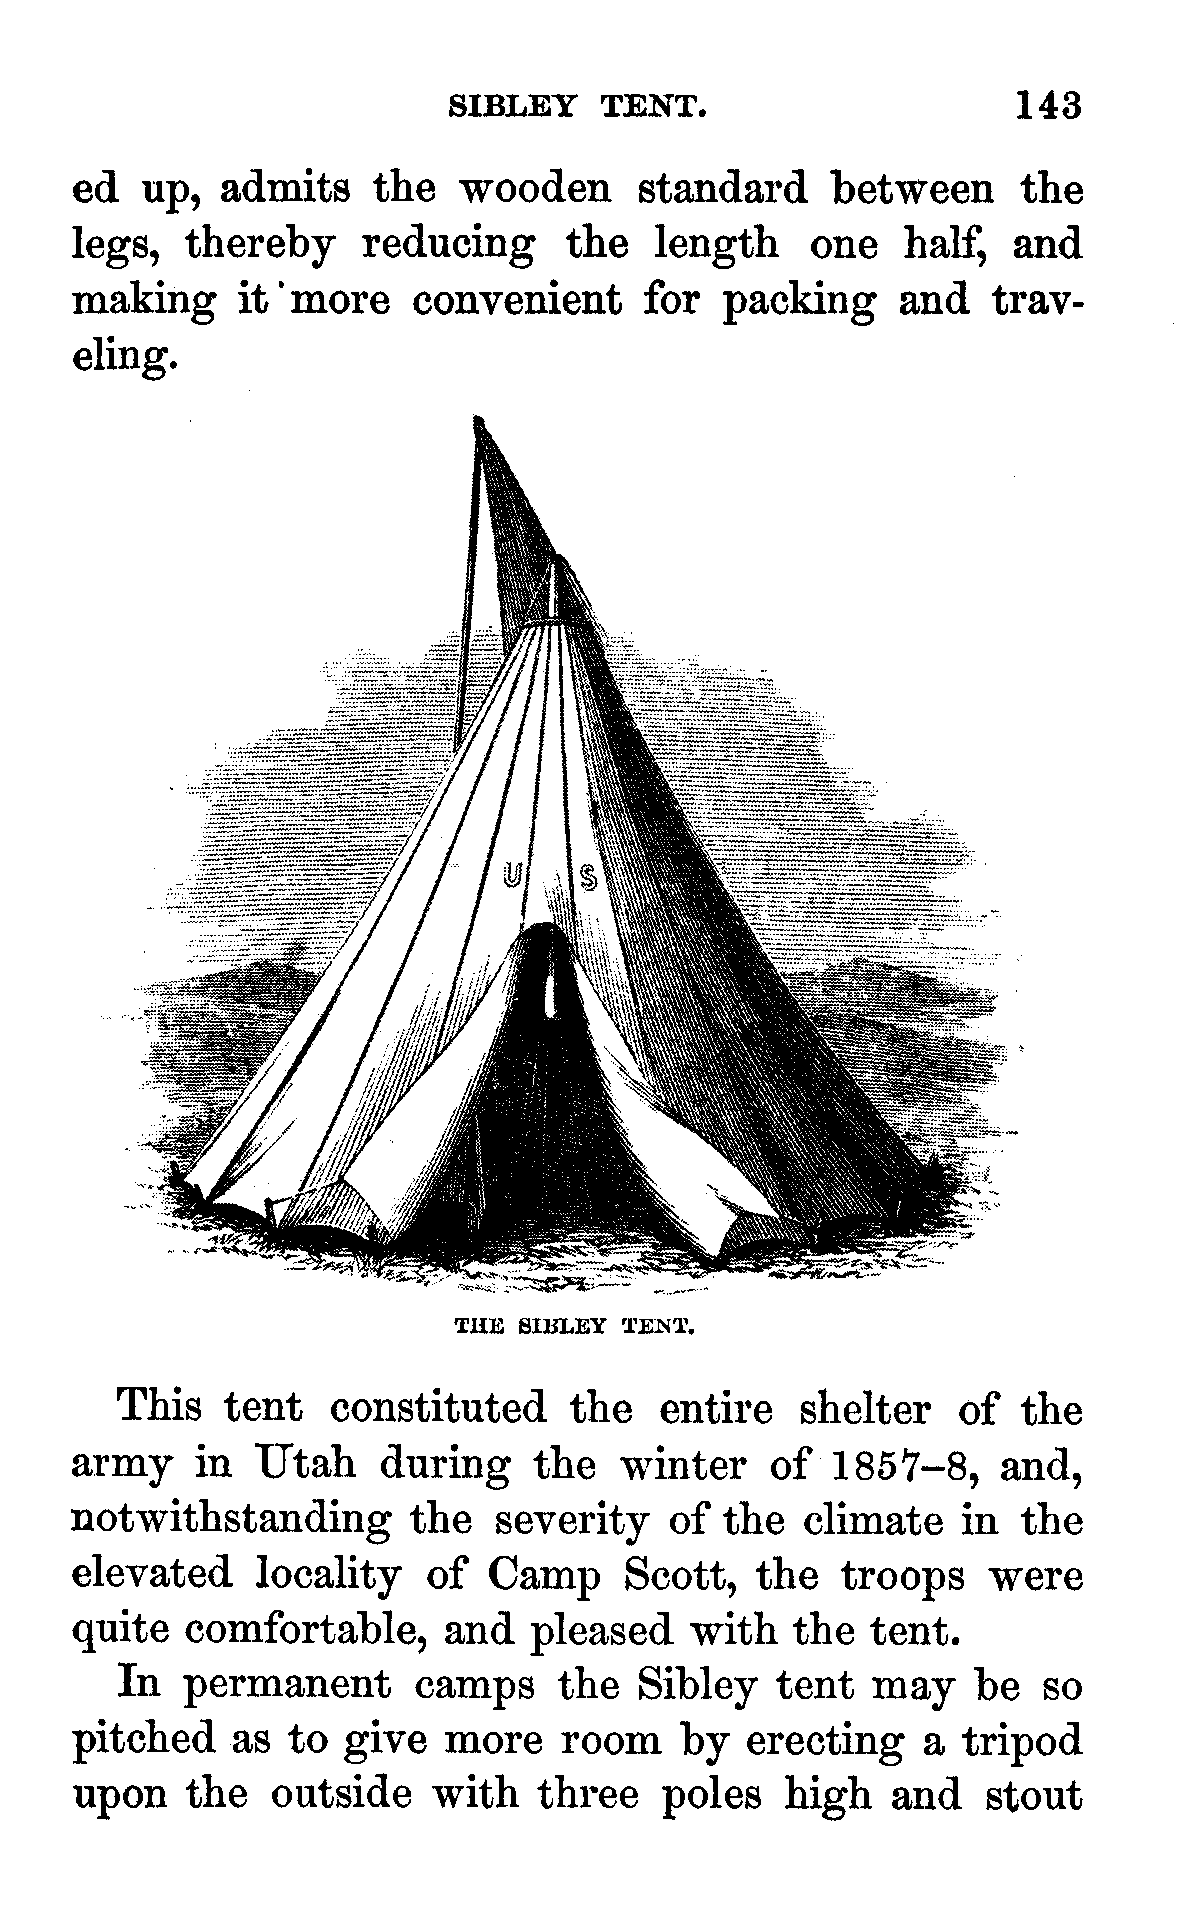 SIBLEY TENT. 143
ed up, admits the wooden standard between the
legs, thereby reducing the length one half, and
making it more convenient for packing and trav-
eling.
U S
THE SIBLEY TENT.
This tent constituted the entire shelter of the
army in Utah during the winter of 1857–8, and,
notwithstanding the severity of the climate in the
elevated locality of Camp Scott, the troops were
quite comfortable, and pleased with the tent.
In permanent camps the Sibley tent may be so
pitched as to give more room by erecting a tripod
upon the outside with three poles high and stout